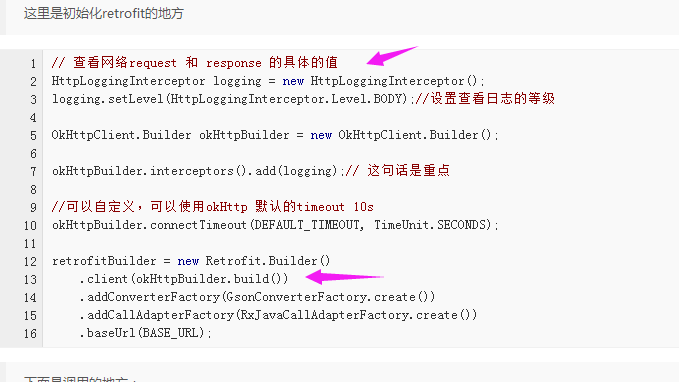 这里是初始化retrofit的地方
1 // 查看网络request 和 response 的具体的值
2 HttpLoggingInterceptor logging = new HttpLoggingInterceptor();
3 logging.setLevel(HttpLoggingInterceptor.Level.BODY);//设置查看日志的等级
4
5 OkHttpClient.Builder okHttpBuilder = new OkHttpClient.Builder();
6
7 okHttpBuilder.interceptors().add(logging);// 这句话是重点
8
9 //可以自定义，可以使用okHttp 默认的timeout 10s
10 okHttpBuilder.connectTimeout(DEFAULT_TIMEOUT, TimeUnit.SECONDS);
11
12 retrofitBuilder = new Retrofit.Builder()
13     .client(okHttpBuilder.build())
14     .addConverterFactory(GsonConverterFactory.create())
15     .addCallAdapterFactory(RxJavaCallAdapterFactory.create())
16     .baseUrl(BASE_URL);
下面是调用的地方：